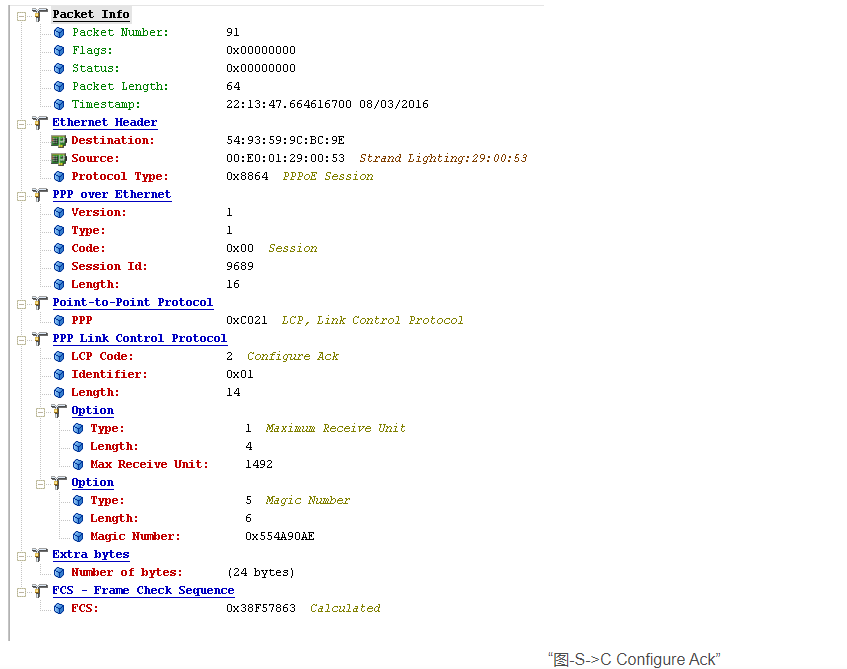 Packet Info
Packet Number: 91
Flags: 0x00000000
Status: 0x00000000
Packet Length: 64
Timestamp: 22:13:47.664616700 08/03/2016
Ethernet Header
Destination: 54:93:59:9C:BC:9E
Source: 00:E0:01:29:00:53 Strand Lighting:29:00:53
Protocol Type: 0x8864 PPPoE Session
PPP over Ethernet
Version: 1
Type: 1
Code: 0x00 Session
Session Id: 9689
Length: 16
Point-to-Point Protocol
PPP 0xC021 LCP, Link Control Protocol
PPP Link Control Protocol
LCP Code: 2 Configure Ack
Identifier: 0x01
Length: 14
Option
Type: 1 Maximum Receive Unit
Length: 4
Max Receive Unit: 1492
Option
Type: 5 Magic Number
Length: 6
Magic Number: 0x554A90AE
Extra bytes
Number of bytes: (24 bytes)
FCS - Frame Check Sequence
FCS: 0x38F57863 Calculated
“图-S->C Configure Ack”